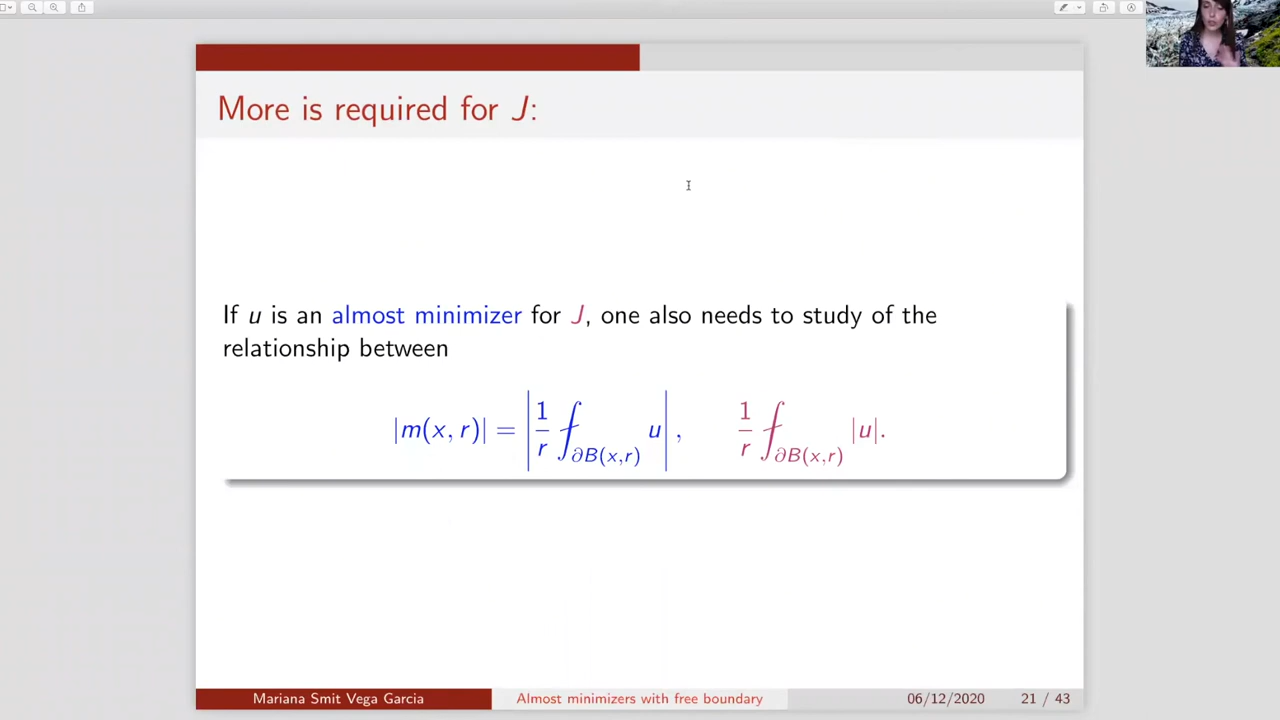 More is required for J:
If u is an almost minimizer for J, one also needs to study of the
relationship between
|m(x, r)| = | 1/r ⨍_{∂B(x,r)} u | ,    1/r ⨍_{∂B(x,r)} |u|.
Mariana Smit Vega Garcia    Almost minimizers with free boundary    06/12/2020    21 / 43